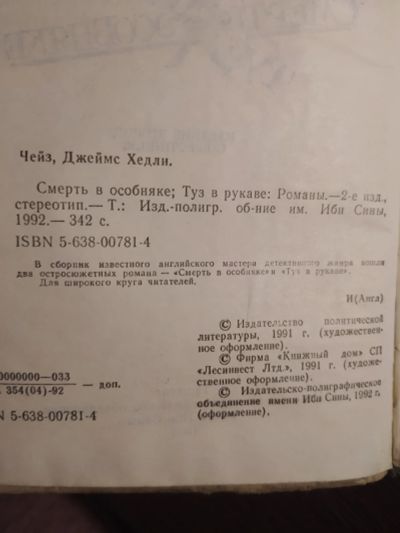 Чейз, Джеймс Хедли.
Смерть в особняке; Туз в рукаве: Романы.—2-е изд.,
стереотип.— Т.: Изд.-полигр. об-ние им. Ибн Сины,
1992.— 342 с.
ISBN 5-638-00781-4
В сборник известного английского мастера детективного жанра вошли
два остросюжетных романа — «Смерть в особняке» и «Туз в рукаве».
Для широкого круга читателей.
И(Англ)
© Издательство политической
литературы, 1991 г. (художествен-
ное оформление).
© Фирма «Книжный дом» СП
«Лесинвест Лтд.», 1991 г. (худо-
жественное оформление).
© Издательско-полиграфическое
объединение имени Ибн Сины, 1992 г.
(оформление).
0000000—033
354(04)-92
— доп.
N 5-638-00781-4